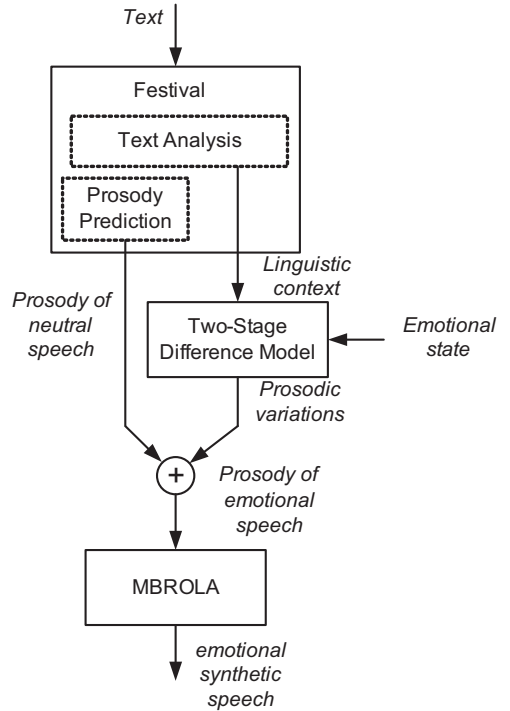 Text
Festival
Text Analysis
Prosody
Prediction
Linguistic
context
Prosody of
neutral
speech
Two-Stage
Difference Model
Emotional
state
Prosodic
variations
+
Prosody of
emotional
speech
MBROLA
emotional
synthetic
speech